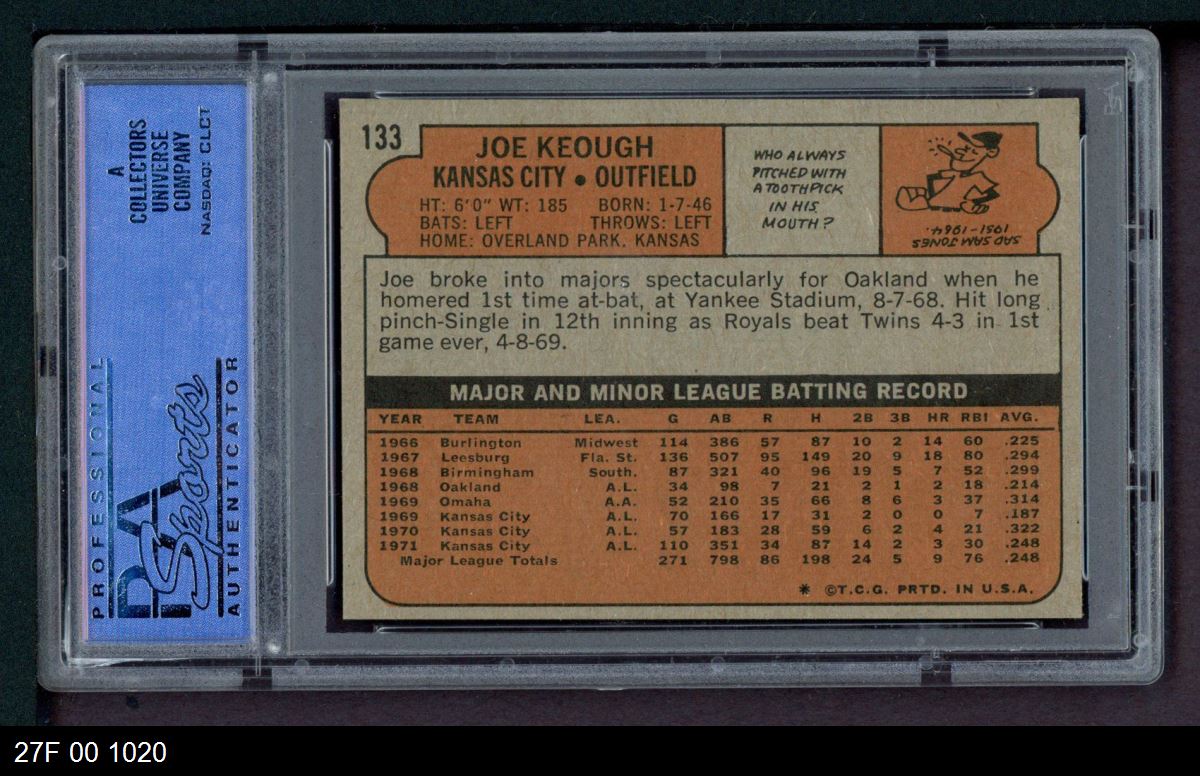 A
COLLECTORS
UNIVERSE
COMPANY
NASDAQ: CLCT
PROFESSIONAL
PSA
Sports
AUTHENTICATOR
133
JOE KEOUGH
KANSAS CITY • OUTFIELD
HT: 6'0" WT: 185 BORN: 1-7-46
BATS: LEFT THROWS: LEFT
HOME: OVERLAND PARK, KANSAS
WHO ALWAYS
PITCHED WITH
A TOOTHPICK
IN HIS
MOUTH?
SAD SAM JONES
1951-1964.
Joe broke into majors spectacularly for Oakland when he
homered 1st time at-bat, at Yankee Stadium, 8-7-68. Hit long
pinch-Single in 12th inning as Royals beat Twins 4-3 in 1st
game ever, 4-8-69.
MAJOR AND MINOR LEAGUE BATTING RECORD
YEAR TEAM LEA. G AB R H 2B 3B HR RBI AVG.
1966 Burlington Midwest 114 386 57 87 10 2 14 60 .225
1967 Leesburg Fla. St. 136 507 95 149 20 9 18 80 .294
1968 Birmingham South. 87 321 40 96 19 5 7 52 .299
1968 Oakland A.L. 34 98 7 21 2 1 2 18 .214
1969 Omaha A.A. 52 210 35 66 8 6 3 37 .314
1969 Kansas City A.L. 70 166 17 31 2 0 0 7 .187
1970 Kansas City A.L. 57 183 28 59 6 2 4 21 .322
1971 Kansas City A.L. 110 351 34 87 14 2 3 30 .248
Major League Totals 271 798 86 198 24 5 9 76 .248
* ©T.C.G. PRTD. IN U.S.A.
27F 00 1020